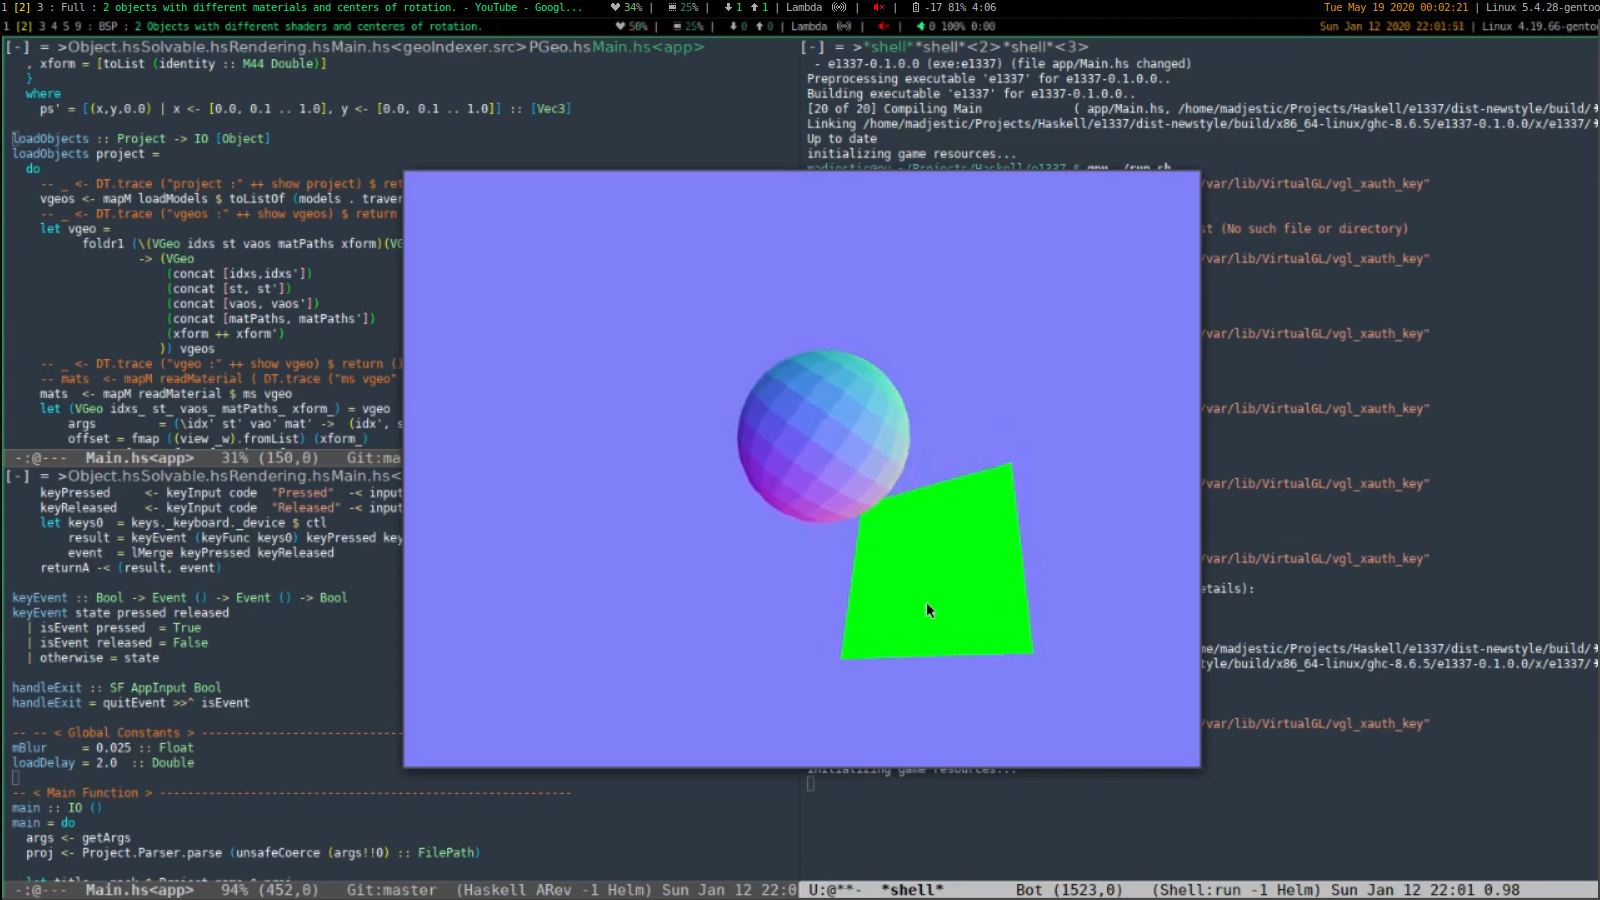 1 [2] 3 : Full : 2 objects with different materials and centers of rotation. - YouTube - Googl... 34% | 25% | 1 1 | Lambda | | -17 81% 4:06 Tue May 19 2020 00:02:21 | Linux 5.4.28-gentoo
1 [2] 3 4 5 9 : BSP : 2 Objects with different shaders and centeres of rotation. 50% | 25% | 0 0 | Lambda | | 0 100% 0:00 Sun Jan 12 2020 22:01:51 | Linux 4.19.66-gentoo
[-] = >Object.hsSolvable.hsRendering.hsMain.hs<geoIndexer.src>PGeo.hsMain.hs<app>
, xform = [toList (identity :: M44 Double)]
}
where
ps' = [(x,y,0.0) | x <- [0.0, 0.1 .. 1.0], y <- [0.0, 0.1 .. 1.0]] :: [Vec3]
loadObjects :: Project -> IO [Object]
loadObjects project =
do
-- _ <- DT.trace ("project :" ++ show project) $ ret
vgeos <- mapM loadModels $ toListOf (models . traver
-- _ <- DT.trace ("vgeos :" ++ show vgeos) $ return
let vgeo =
foldr1 (\(VGeo idxs st vaos matPaths xform)(VG
-> (VGeo
(concat [idxs,idxs'])
(concat [st, st'])
(concat [vaos, vaos'])
(concat [matPaths, matPaths'])
(xform ++ xform')
)) vgeos
-- _ <- DT.trace ("vgeo :" ++ show vgeo) $ return ()
-- mats <- mapM readMaterial ( DT.trace ("ms vgeo"
mats <- mapM readMaterial $ ms vgeo
let (VGeo idxs_ st_ vaos_ matPaths_ xform_) = vgeo
args = (\idx' st' vao' mat' -> (idx', s
offset = fmap ((view _w).fromList) (xform_)
-:@--- Main.hs<app> 31% (150,0) Git:ma
[-] = >Object.hsSolvable.hsRendering.hsMain.hs<
keyPressed <- keyInput code "Pressed" -< input
keyReleased <- keyInput code "Released" -< input
let keys0 = keys._keyboard._device $ ctl
result = keyEvent (keyFunc keys0) keyPressed key
event = lMerge keyPressed keyReleased
returnA -< (result, event)
keyEvent :: Bool -> Event () -> Event () -> Bool
keyEvent state pressed released
| isEvent pressed = True
| isEvent released = False
| otherwise = state
handleExit :: SF AppInput Bool
handleExit = quitEvent >>^ isEvent
-- -- < Global Constants > ------------------------------
mBlur = 0.025 :: Float
loadDelay = 2.0 :: Double
-- < Main Function > -----------------------------------------------------------
main :: IO ()
main = do
args <- getArgs
proj <- Project.Parser.parse (unsafeCoerce (args!!0) :: FilePath)
-:@--- Main.hs<app> 94% (452,0) Git:master (Haskell ARev -1 Helm) Sun Jan 12 22:0
[-] = >*shell**shell*<2>*shell*<3>
- e1337-0.1.0.0 (exe:e1337) (file app/Main.hs changed)
Preprocessing executable 'e1337' for e1337-0.1.0.0..
Building executable 'e1337' for e1337-0.1.0.0..
[20 of 20] Compiling Main ( app/Main.hs, /home/madjestic/Projects/Haskell/e1337/dist-newstyle/build/
Linking /home/madjestic/Projects/Haskell/e1337/dist-newstyle/build/x86_64-linux/ghc-8.6.5/e1337-0.1.0.0/x/e1337/
Up to date
initializing game resources...
/var/lib/VirtualGL/vgl_xauth_key"
st (No such file or directory)
/var/lib/VirtualGL/vgl_xauth_key"
/var/lib/VirtualGL/vgl_xauth_key"
/var/lib/VirtualGL/vgl_xauth_key"
/var/lib/VirtualGL/vgl_xauth_key"
/var/lib/VirtualGL/vgl_xauth_key"
etails):
me/madjestic/Projects/Haskell/e1337/dist-newstyle/build/
tyle/build/x86_64-linux/ghc-8.6.5/e1337-0.1.0.0/x/e1337/
/var/lib/VirtualGL/vgl_xauth_key"
initializing game resources...
U:@**- *shell* Bot (1523,0) (Shell:run -1 Helm) Sun Jan 12 22:01 0.98